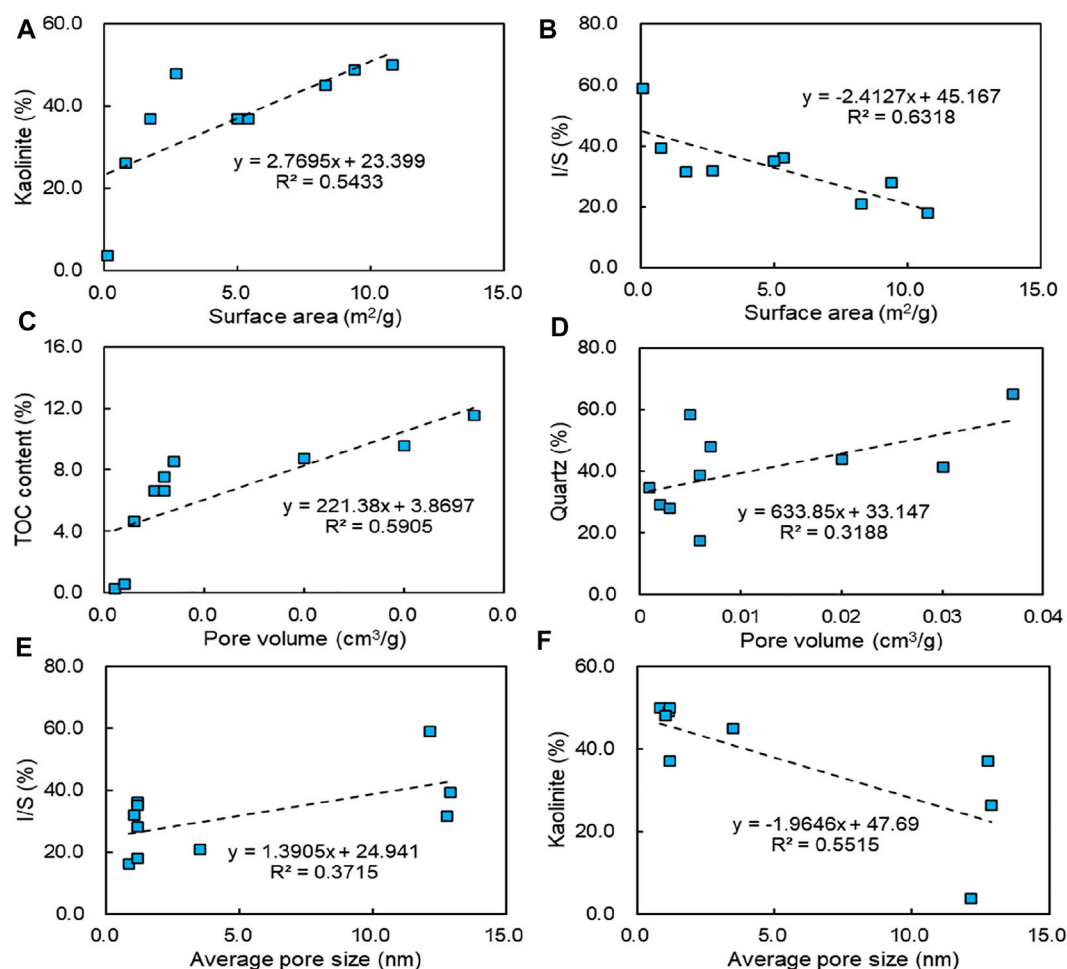 A
60.0
40.0
20.0
0.0
Kaolinite (%)
y = 2.7695x + 23.399
R² = 0.5433
0.0 5.0 10.0 15.0
Surface area (m²/g)
B
80.0
60.0
40.0
20.0
0.0
I/S (%)
y = -2.4127x + 45.167
R² = 0.6318
0.0 5.0 10.0 15.0
Surface area (m²/g)
C
16.0
12.0
8.0
4.0
0.0
TOC content (%)
y = 221.38x + 3.8697
R² = 0.5905
0.0 0.0 0.0 0.0 0.0
Pore volume (cm³/g)
D
80.0
60.0
40.0
20.0
0.0
Quartz (%)
y = 633.85x + 33.147
R² = 0.3188
0 0.01 0.02 0.03 0.04
Pore volume (cm³/g)
E
80.0
60.0
40.0
20.0
0.0
I/S (%)
y = 1.3905x + 24.941
R² = 0.3715
0.0 5.0 10.0 15.0
Average pore size (nm)
F
60.0
40.0
20.0
0.0
Kaolinite (%)
y = -1.9646x + 47.69
R² = 0.5515
0.0 5.0 10.0 15.0
Average pore size (nm)